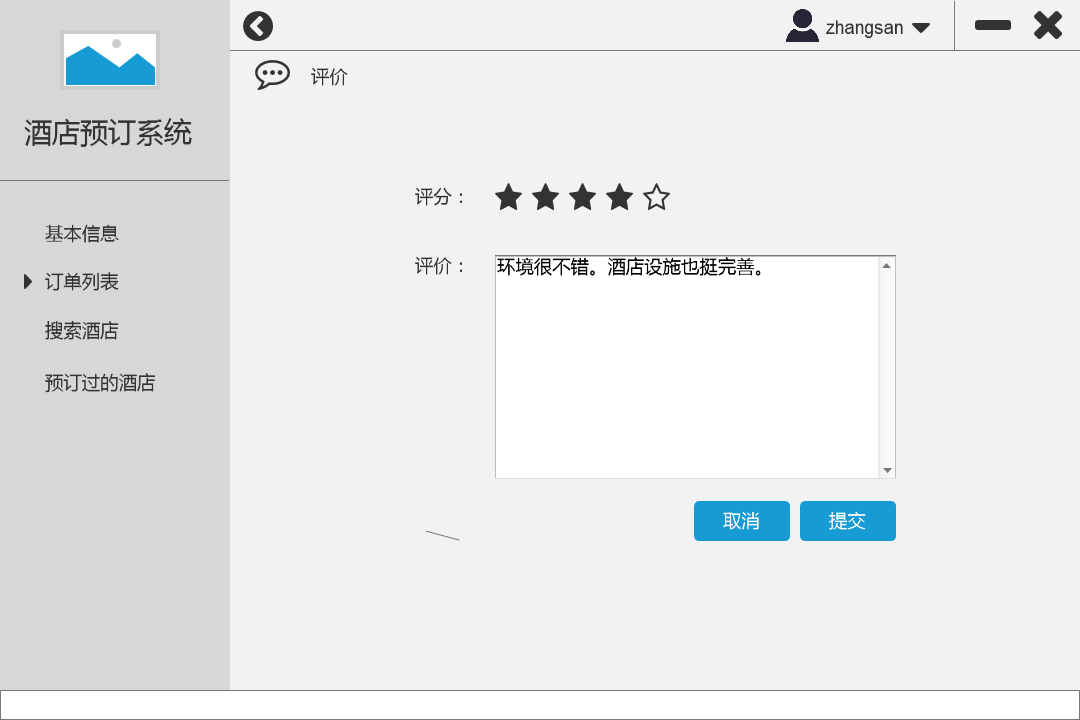 酒店预订系统
基本信息
订单列表
搜索酒店
预订过的酒店
zhangsan
评价
评分：
评价：
环境很不错。酒店设施也挺完善。
取消
提交